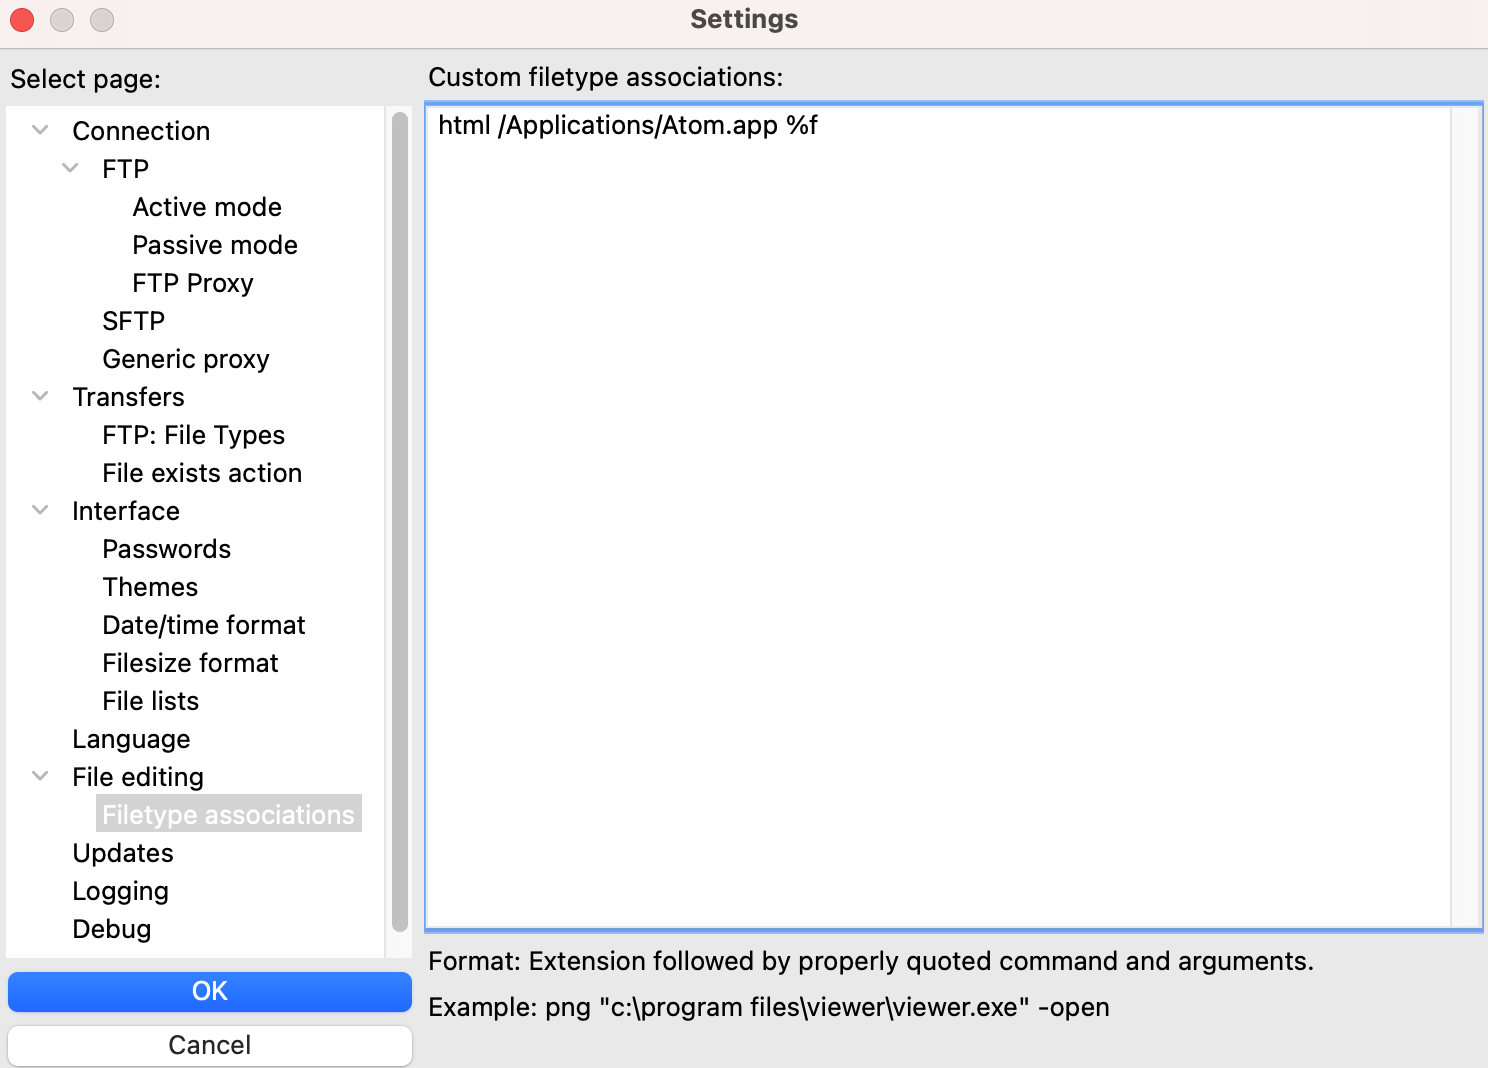 Settings
Select page:
Connection
FTP
Active mode
Passive mode
FTP Proxy
SFTP
Generic proxy
Transfers
FTP: File Types
File exists action
Interface
Passwords
Themes
Date/time format
Filesize format
File lists
Language
File editing
Filetype associations
Updates
Logging
Debug
OK
Cancel
Custom filetype associations:
html /Applications/Atom.app %f
Format: Extension followed by properly quoted command and arguments.
Example: png "c:\program files\viewer\viewer.exe" -open